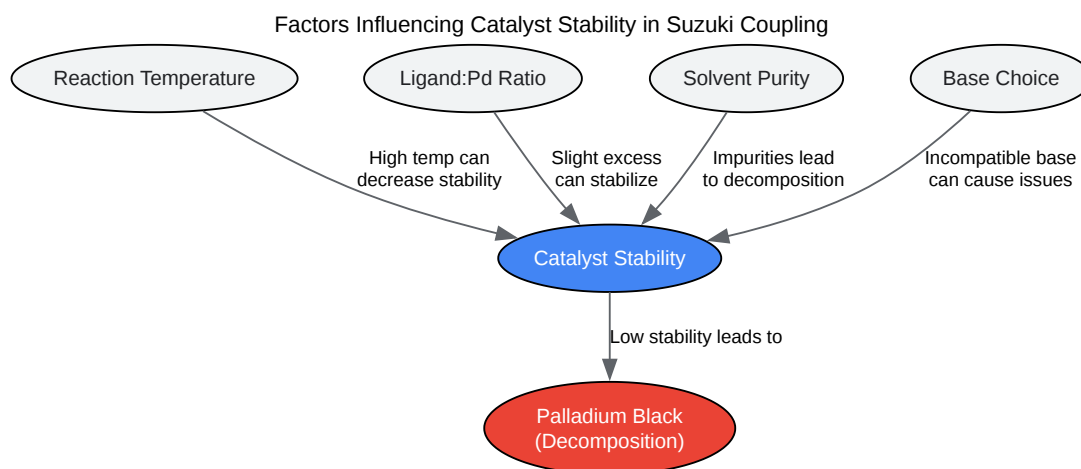 Factors Influencing Catalyst Stability in Suzuki Coupling
Reaction Temperature
Ligand:Pd Ratio
Solvent Purity
Base Choice
High temp can
decrease stability
Slight excess
can stabilize
Impurities lead
to decomposition
Incompatible base
can cause issues
Catalyst Stability
Low stability leads to
Palladium Black
(Decomposition)